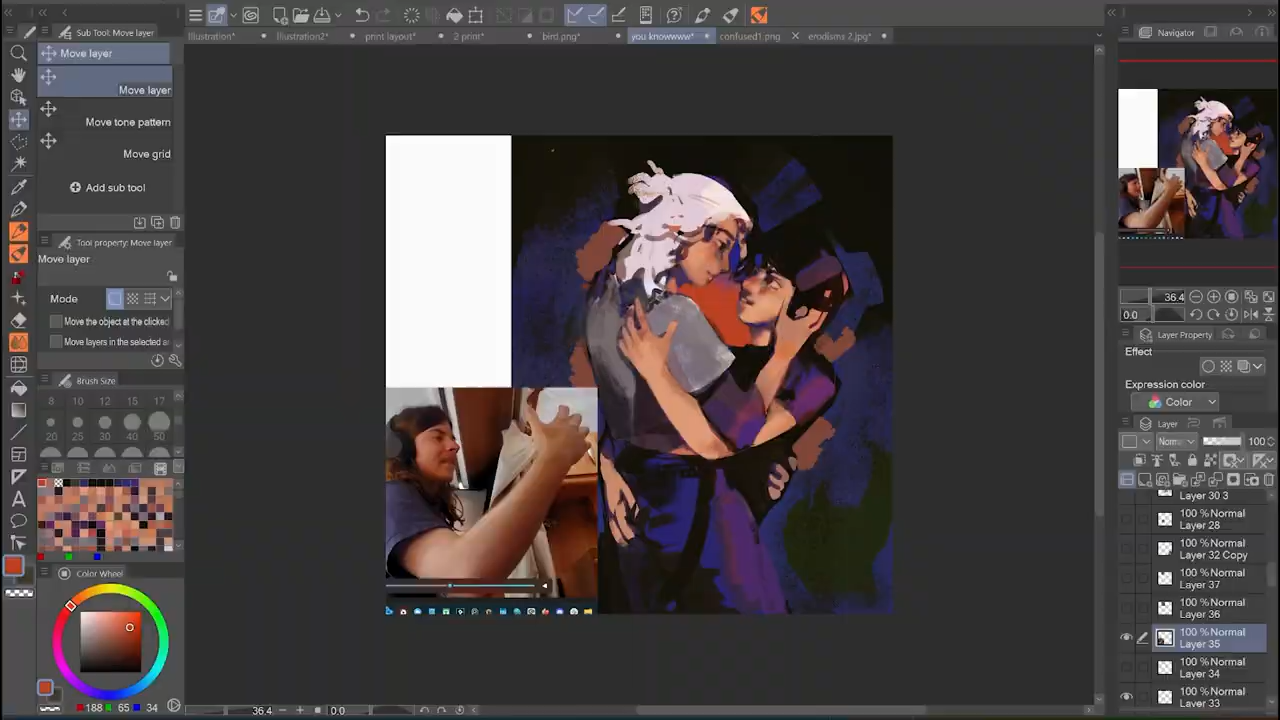 Sub Tool: Move layer
Illustration*
Illustration2*
print layout*
2 print*
bird.png*
you knowwww*
confused1.png
erodisms 2.jpg*
Navigator
Move layer
Move layer
Move tone pattern
Move grid
Add sub tool
Tool property: Move layer
Move layer
Mode
Move the object at the clicked
Move layers in the selected a
Brush Size
8 10 12 15 17
20 25 30 40 50
Color Wheel
188 65 34
36.4
0.0
36.4
0.0
Layer Property
Effect
Expression color
Color
Layer
Norm 100
Layer 30 3
100 % Normal
Layer 28
100 % Normal
Layer 32 Copy
100 % Normal
Layer 37
100 % Normal
Layer 36
100 % Normal
Layer 35
100 % Normal
Layer 34
100 % Normal
Layer 33